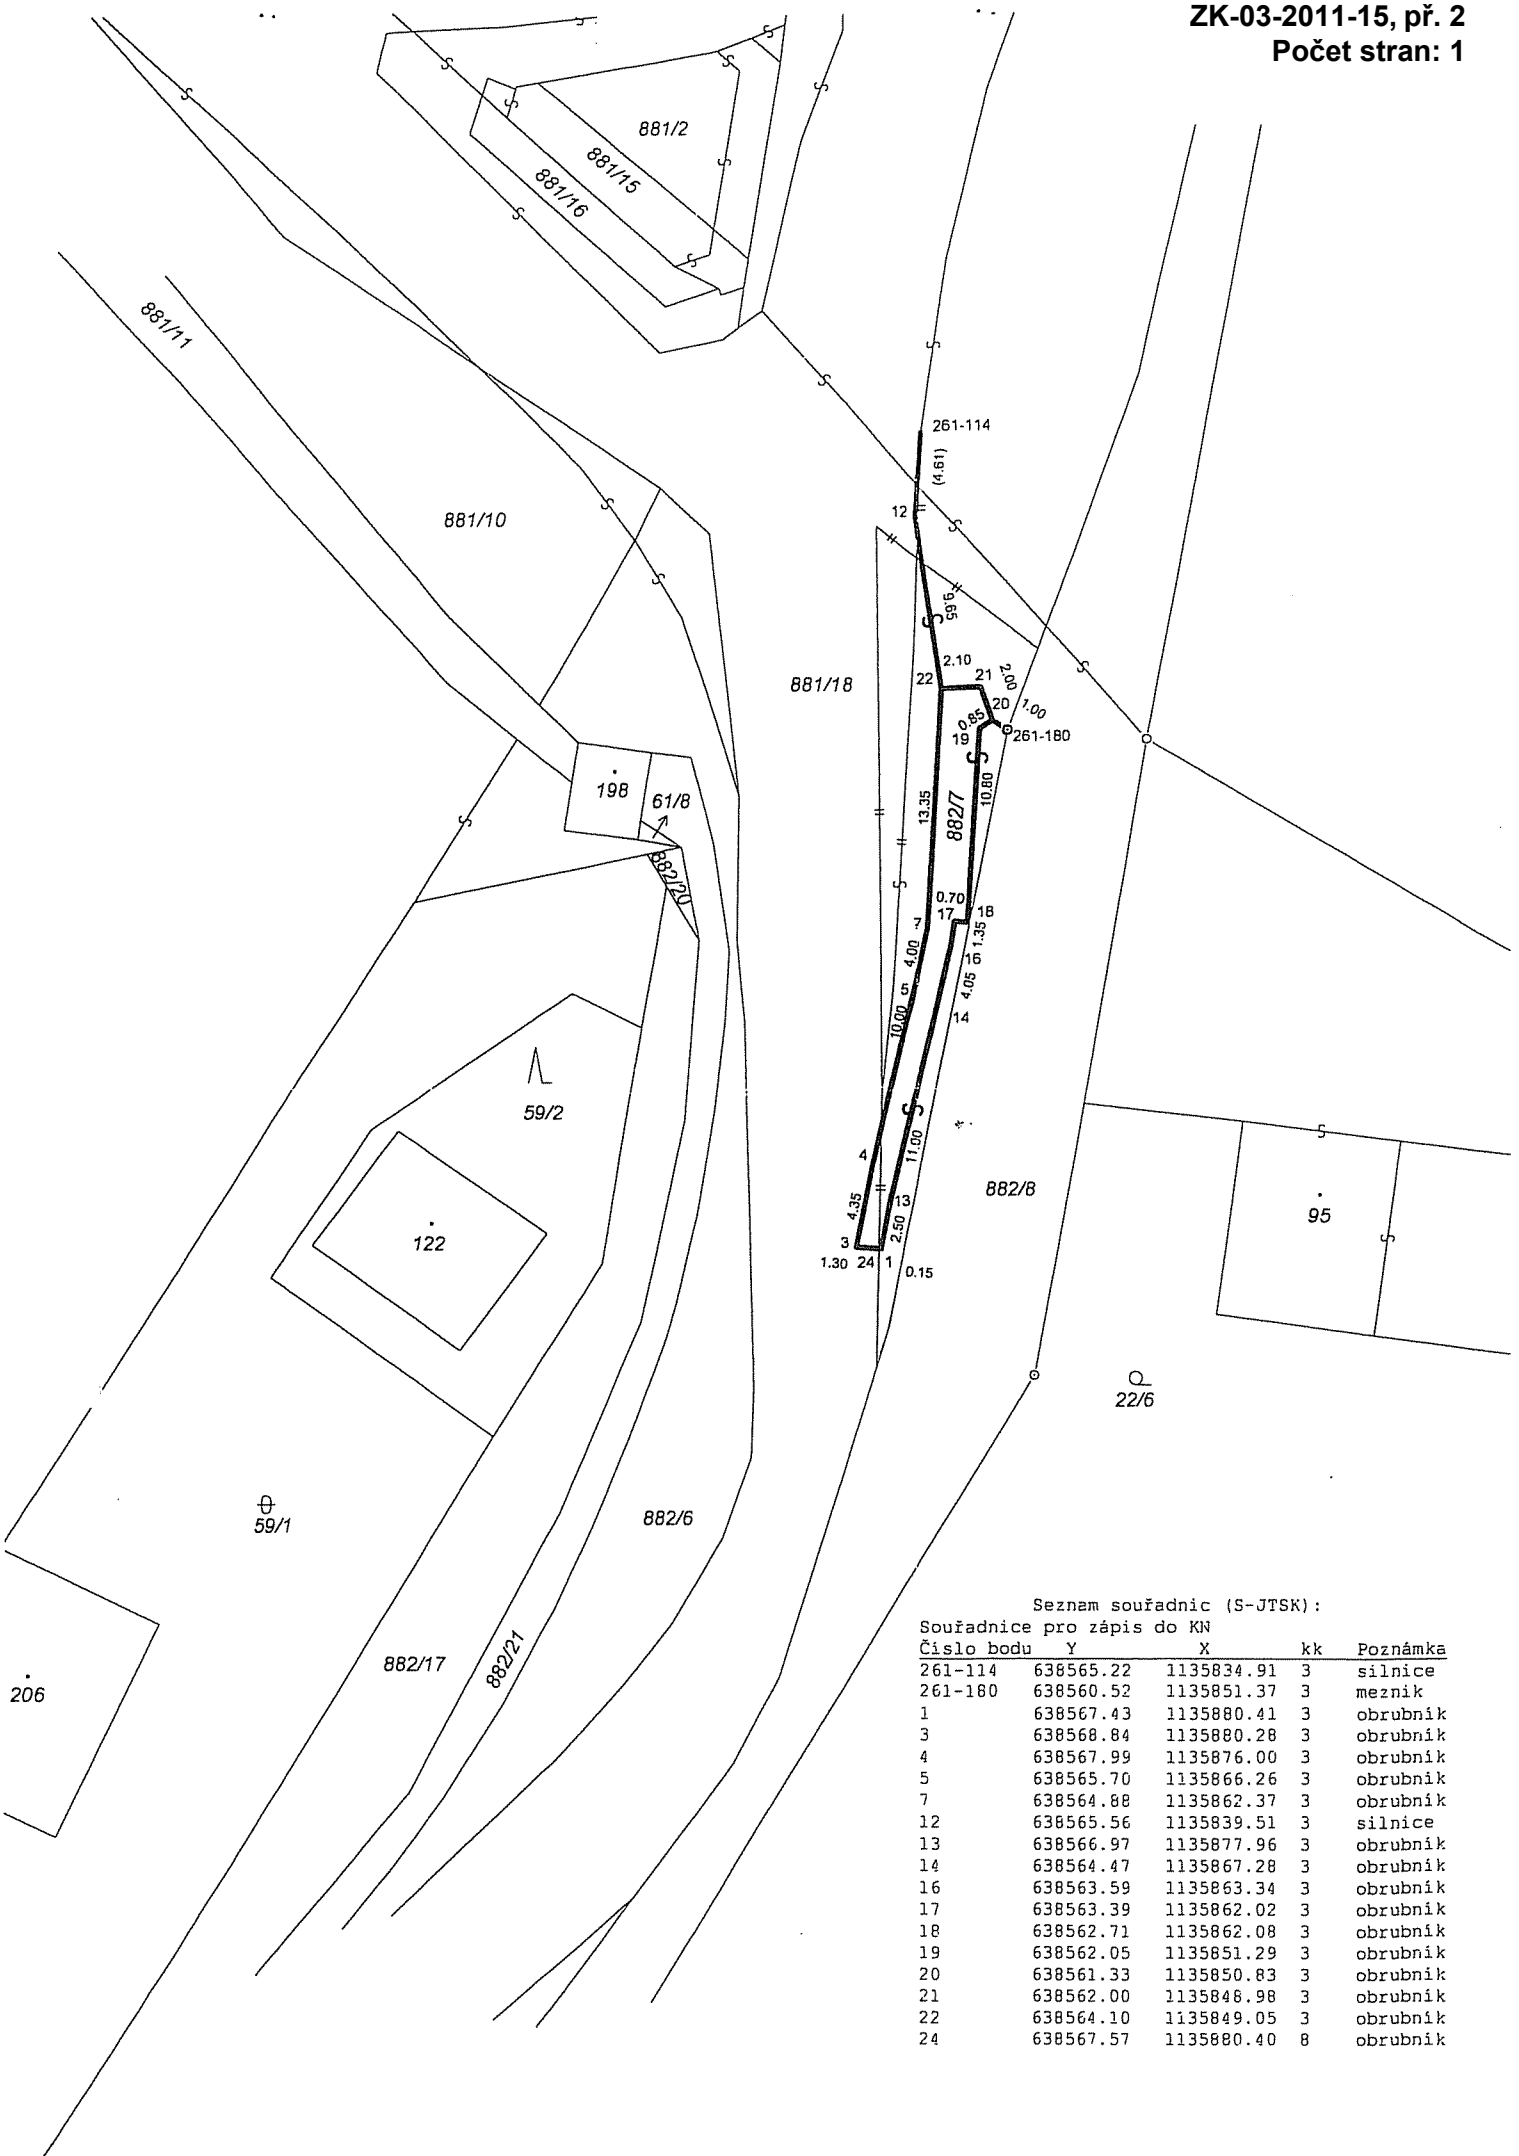 ZK-03-2011-15, př. 2
Počet stran: 1
881/2
881/15
881/16
881/11
261-114
(4.61)
12
881/10
9.65
2.10
21
2.00
22
881/18
20
1.00
0.85
19
261-180
198
61/8
13.35
882/7
10.80
882/20
0.70
7
17
18
1.35
4.00
16
5
4.05
10.00
14
59/2
4
11.00
882/8
95
4.35
13
122
2.50
3
1.30
24
1
0.15
22/6
59/1
882/6
882/17
882/21
206
Seznam souřadnic (S-JTSK):
Souřadnice pro zápis do KN
Číslo bodu Y X kk Poznámka
261-114 638565.22 1135834.91 3 silnice
261-180 638560.52 1135851.37 3 mezník
1 638567.43 1135880.41 3 obrubník
3 638568.84 1135880.28 3 obrubník
4 638567.99 1135876.00 3 obrubník
5 638565.70 1135866.26 3 obrubník
7 638564.88 1135862.37 3 obrubník
12 638565.56 1135839.51 3 silnice
13 638566.97 1135877.96 3 obrubník
14 638564.47 1135867.28 3 obrubník
16 638563.59 1135863.34 3 obrubník
17 638563.39 1135862.02 3 obrubník
18 638562.71 1135862.08 3 obrubník
19 638562.05 1135851.29 3 obrubník
20 638561.33 1135850.83 3 obrubník
21 638562.00 1135848.98 3 obrubník
22 638564.10 1135849.05 3 obrubník
24 638567.57 1135880.40 8 obrubník